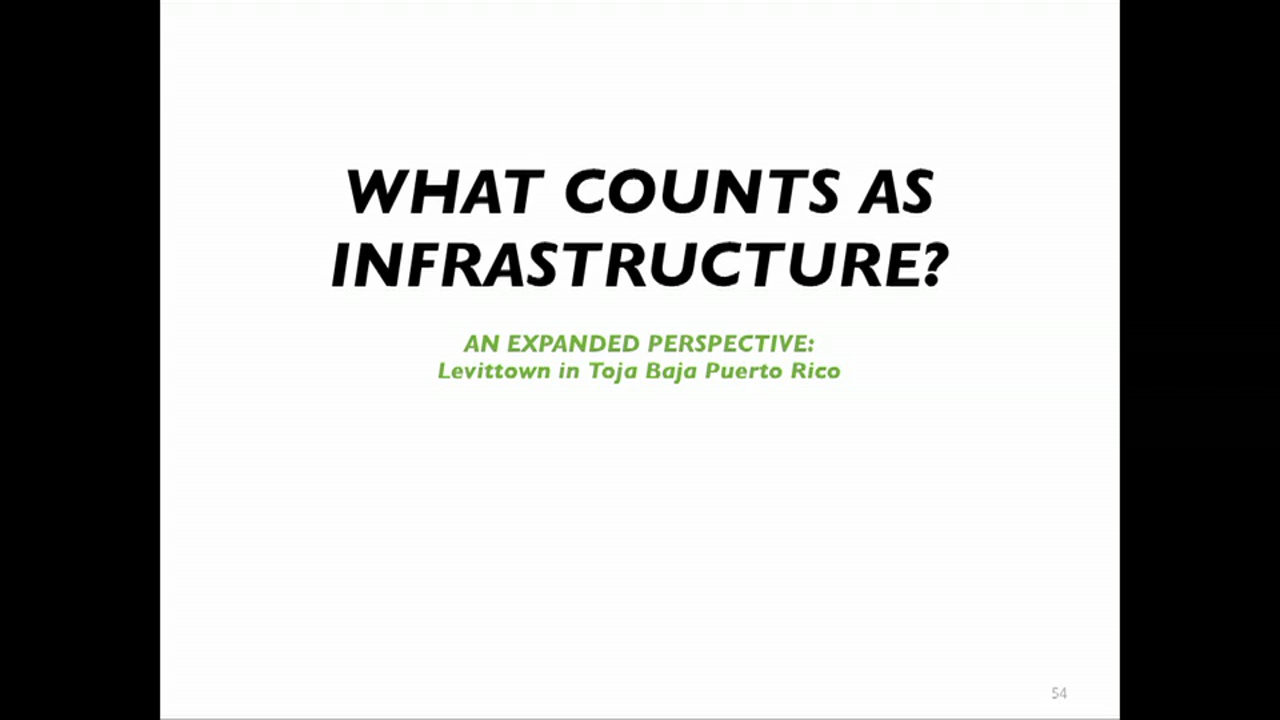 WHAT COUNTS AS
INFRASTRUCTURE?
AN EXPANDED PERSPECTIVE:
Levittown in Toja Baja Puerto Rico
54